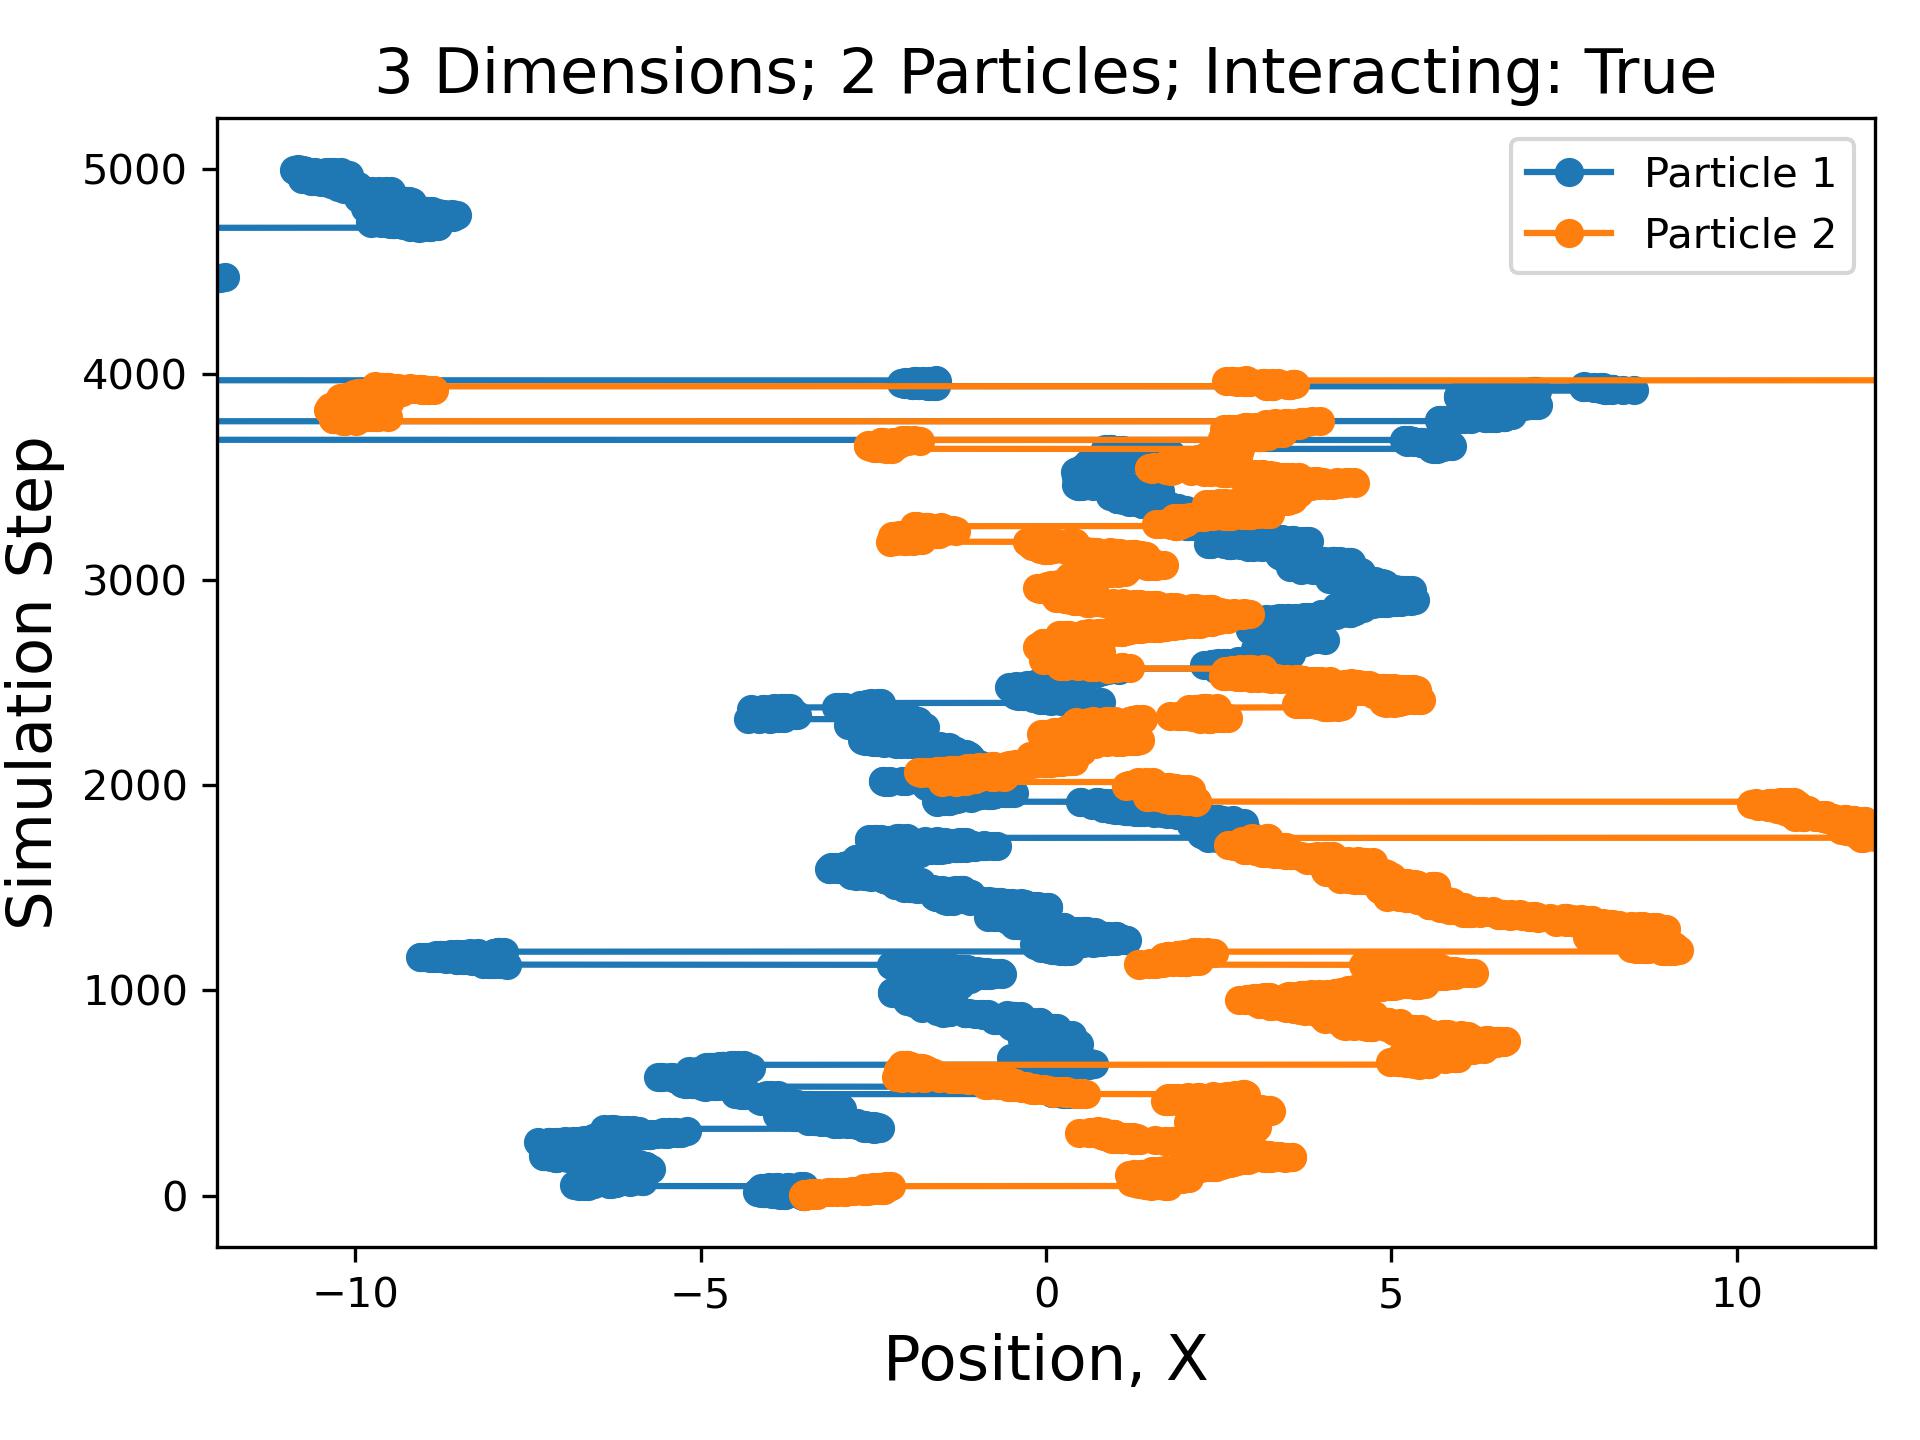 3 Dimensions; 2 Particles; Interacting: True
Particle 1
Particle 2
Simulation Step
5000
4000
3000
2000
1000
0
−10
−5
0
5
10
Position, X